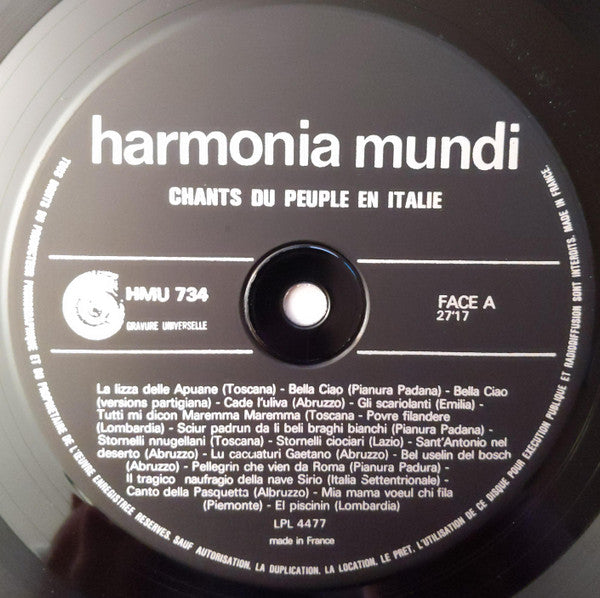 harmonia mundi
CHANTS DU PEUPLE EN ITALIE
HMU 734
GRAVURE UNIVERSELLE
FACE A
27'17
La lizza delle Apuane (Toscana) - Bella Ciao (Pianura Padana) - Bella Ciao
(versions partigiana) - Cade l'uliva (Abruzzo) - Gli scariolanti (Emilia) -
Tutti mi dicon Maremma Maremma (Toscana - Povre filandere
(Lombardia) - Sciur padrun da li beli braghi bianchi (Pianura Padana) -
Stornelli nnugellani (Toscana) - Stornelli ciociari (Lazio) - Sant'Antonio nel
deserto (Abruzzo) - Lu cacciaturi Gaetano (Abruzzo) - Bel uselin del bosch
(Abruzzo) - Pellegrin che vien da Roma (Pianura Padura) -
Il tragico naufragio della nave Sirio (Italia Settentrionale) -
Canto della Pasquetta (Albruzzo) - Mia mama voeul chi fila
(Piemonte) - El piscinin (Lombardia)
LPL 4477
made in France
TOUS DROITS DU PRODUCTEUR PHONOGRAPHIQUE ET DU PROPRIETAIRE DE L'ŒUVRE ENREGISTREE RESERVES. SAUF AUTORISATION. LA DUPLICATION. LA LOCATION. LE PRET. L'UTILISATION DE CE DISQUE POUR EXECUTION PUBLIQUE ET RADIODIFFUSION SONT INTERDITS. MADE IN FRANCE.